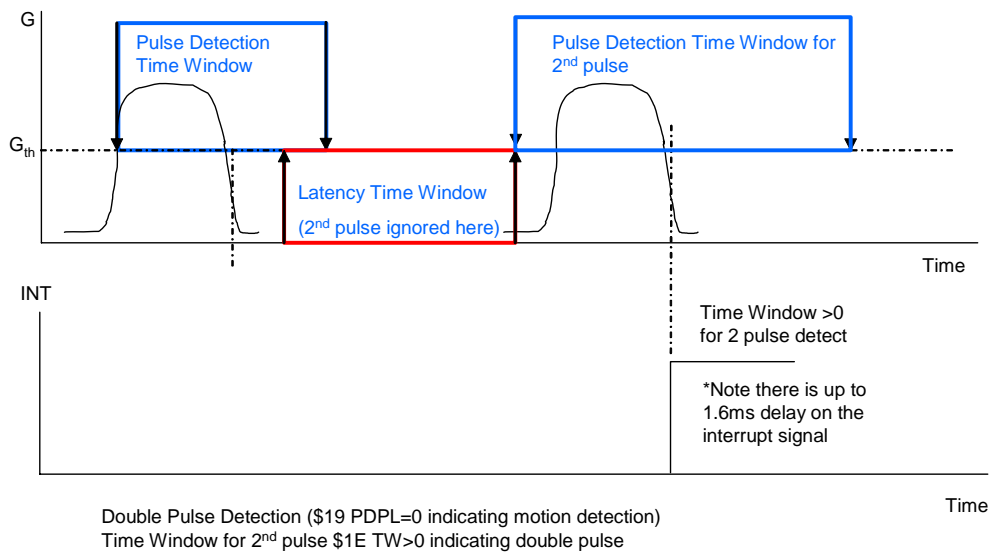 G
Pulse Detection
Time Window
Pulse Detection Time Window for
2nd pulse
Gth
Latency Time Window
(2nd pulse ignored here)
Time
INT
Time Window >0
for 2 pulse detect
*Note there is up to
1.6ms delay on the
interrupt signal
Time
Double Pulse Detection ($19 PDPL=0 indicating motion detection)
Time Window for 2nd pulse $1E TW>0 indicating double pulse